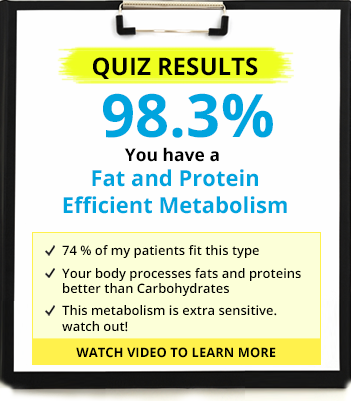 QUIZ RESULTS
98.3%
You have a
Fat and Protein
Efficient Metabolism
74 % of my patients fit this type
Your body processes fats and proteins
better than Carbohydrates
This metabolism is extra sensitive.
watch out!
WATCH VIDEO TO LEARN MORE